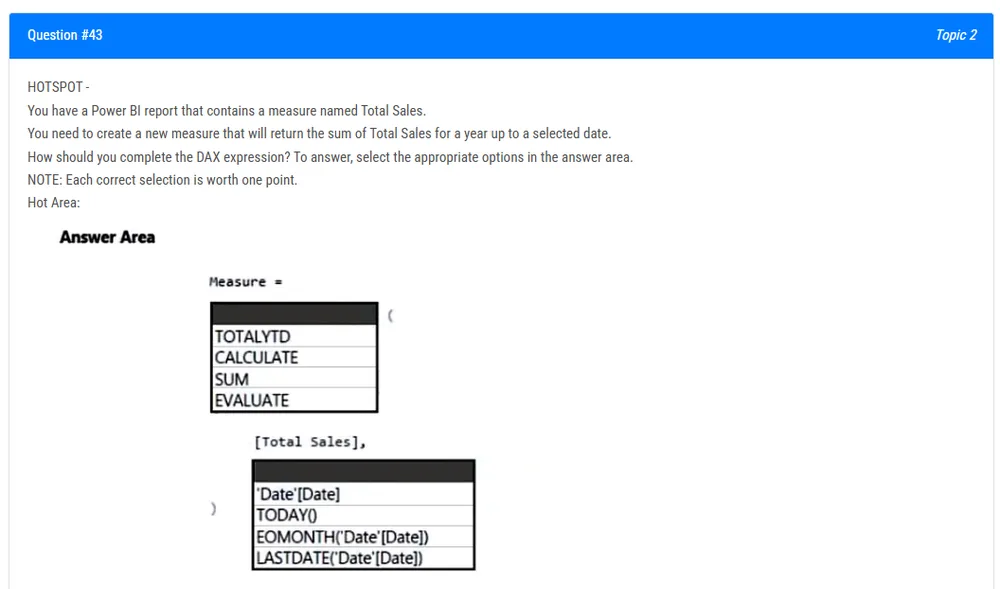 Question #43 Topic 2
HOTSPOT -
You have a Power BI report that contains a measure named Total Sales.
You need to create a new measure that will return the sum of Total Sales for a year up to a selected date.
How should you complete the DAX expression? To answer, select the appropriate options in the answer area.
NOTE: Each correct selection is worth one point.
Hot Area:
Answer Area
Measure =
(
TOTALYTD
CALCULATE
SUM
EVALUATE
[Total Sales],
'Date'[Date]
TODAY()
EOMONTH('Date'[Date])
LASTDATE('Date'[Date])
)